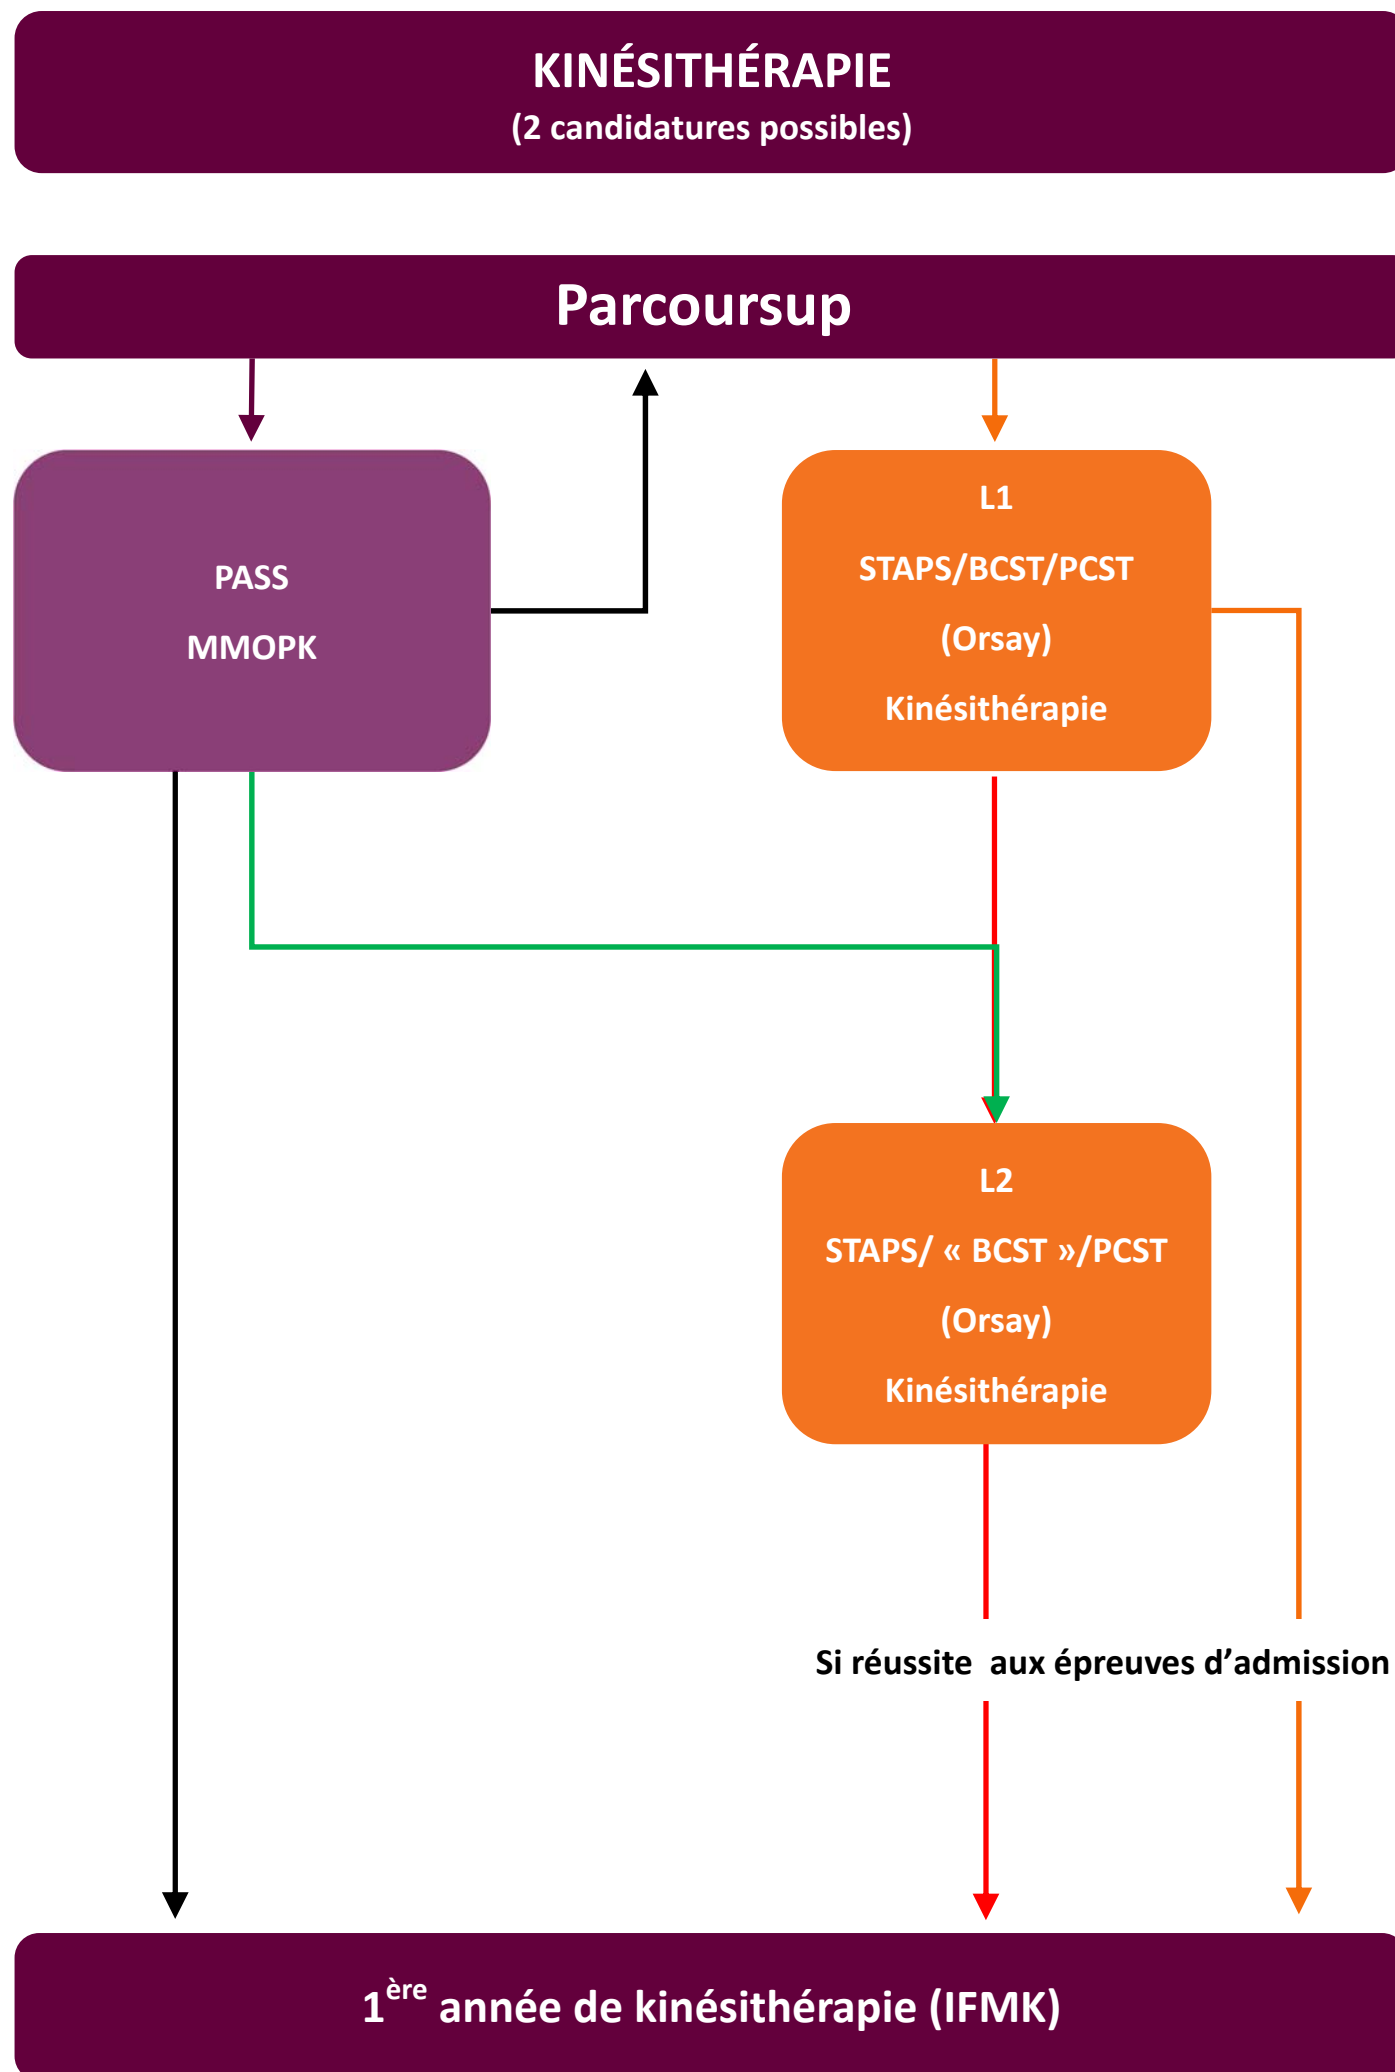 KINÉSITHÉRAPIE
(2 candidatures possibles)
Parcoursup
PASS
MMOPK
L1
STAPS/BCST/PCST
(Orsay)
Kinésithérapie
L2
STAPS/ « BCST »/PCST
(Orsay)
Kinésithérapie
Si réussite  aux épreuves d’admission
1ère année de kinésithérapie (IFMK)